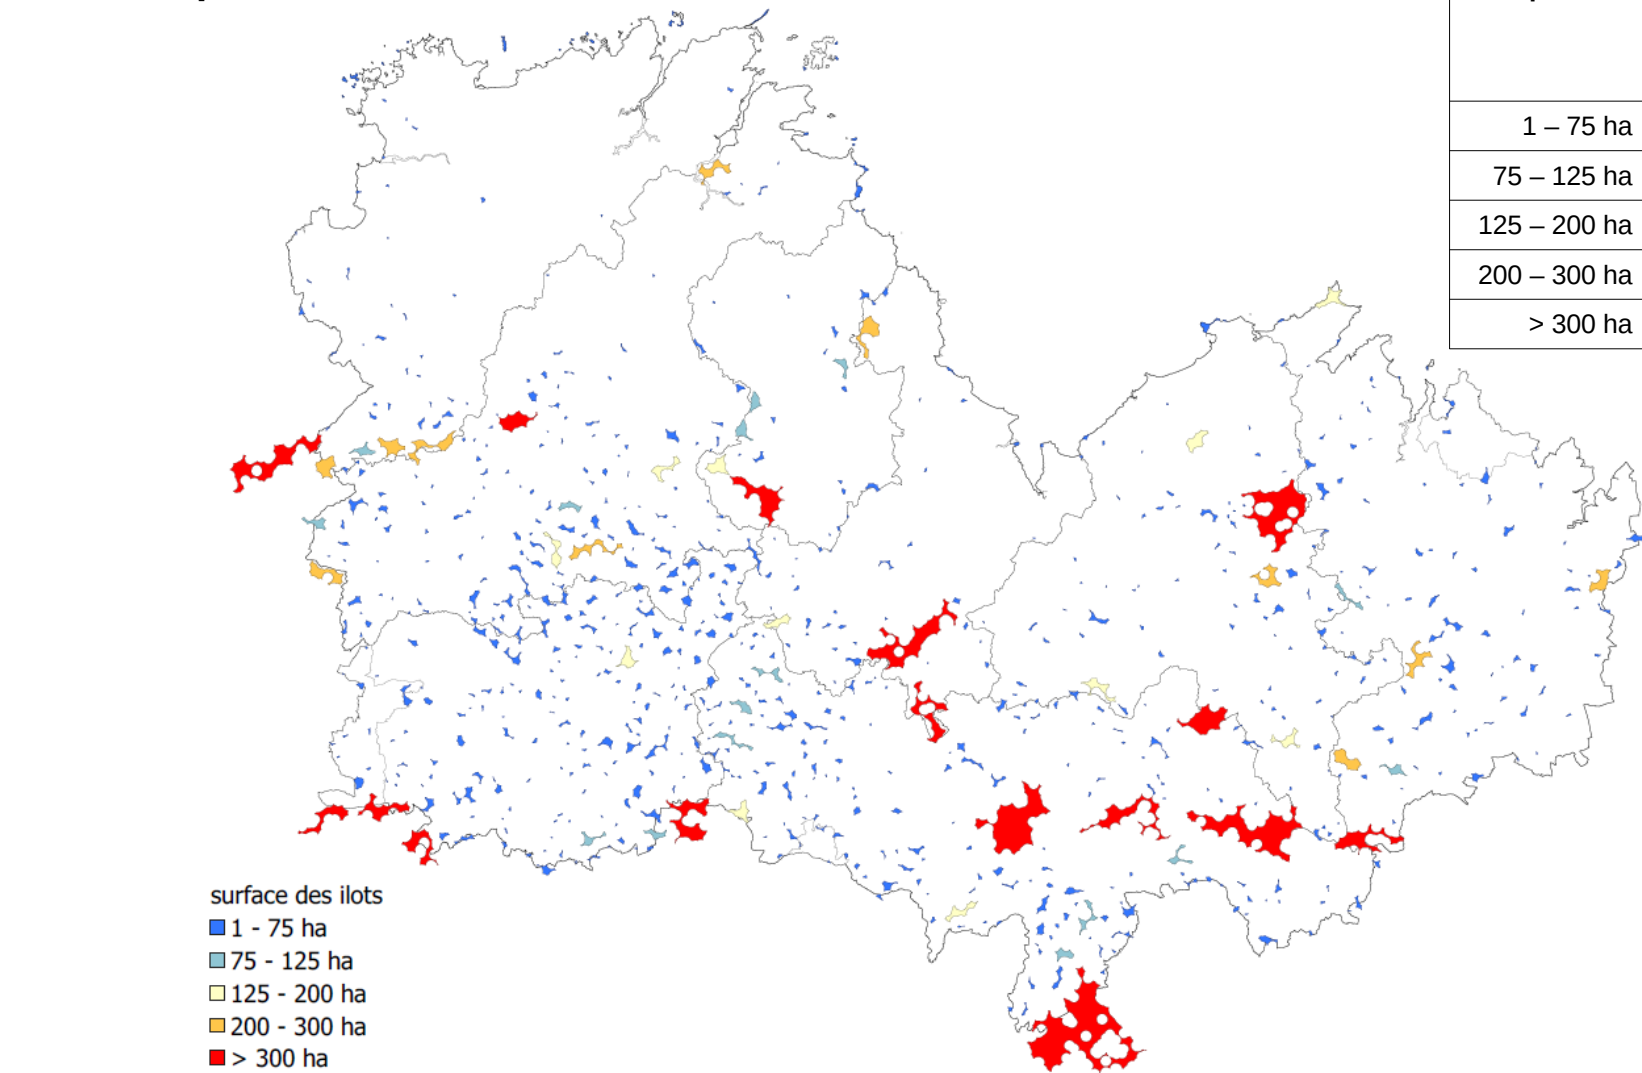 1 – 75 ha
75 – 125 ha
125 – 200 ha
200 – 300 ha
> 300 ha
surface des ilots
1 - 75 ha
75 - 125 ha
125 - 200 ha
200 - 300 ha
> 300 ha